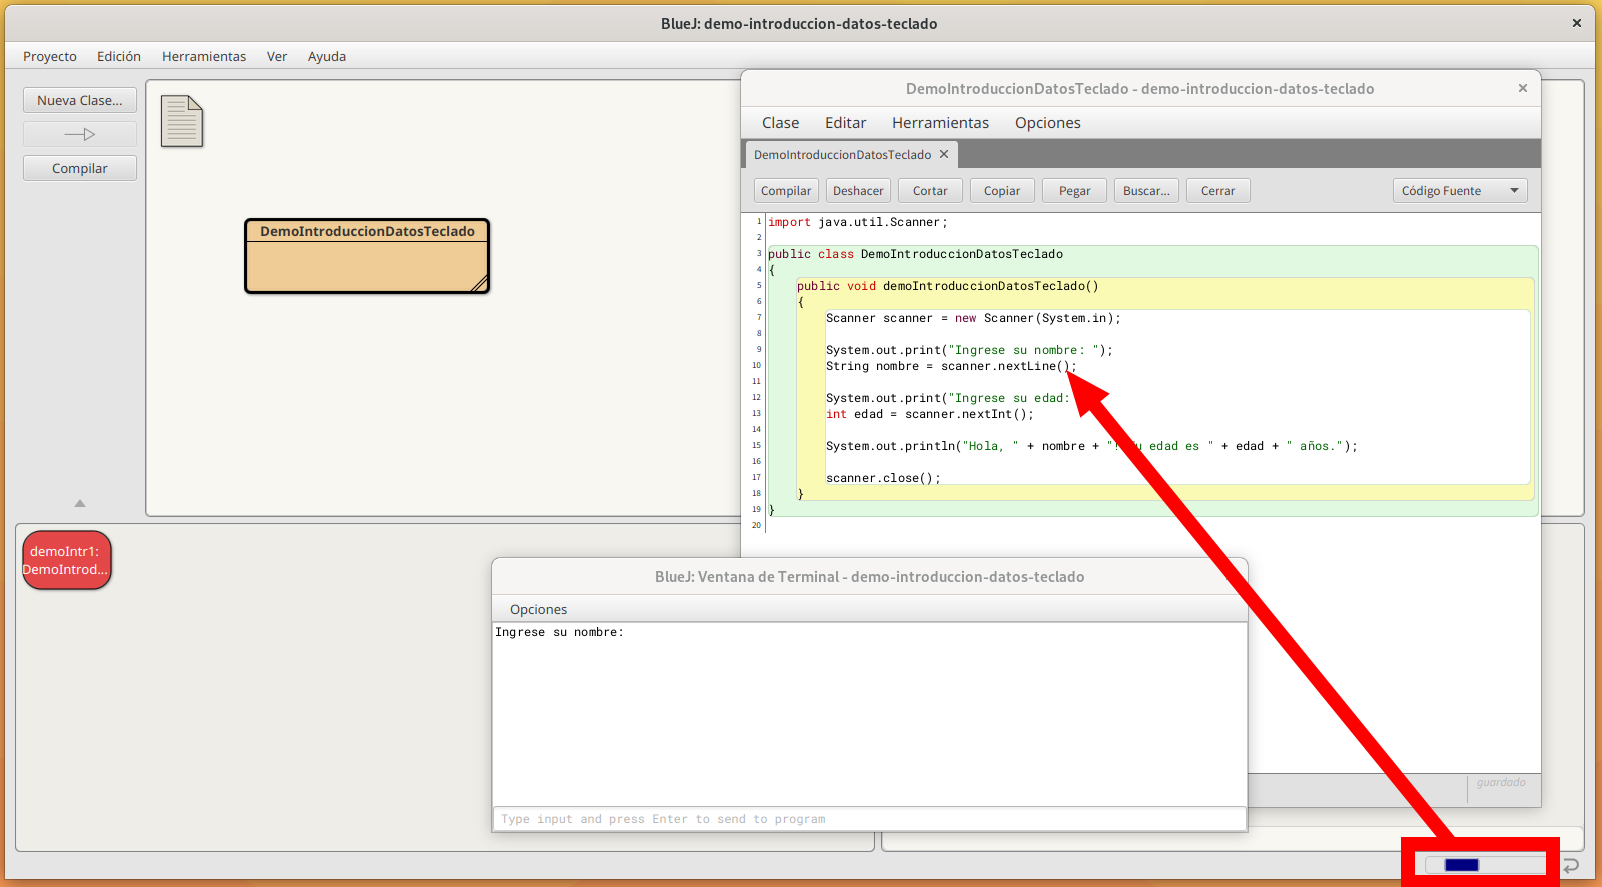 BlueJ: demo-introduccion-datos-teclado
Proyecto Edición Herramientas Ver Ayuda
Nueva Clase...
Compilar
DemoIntroduccionDatosTeclado
demoIntr1:
DemoIntrod...
DemoIntroduccionDatosTeclado - demo-introduccion-datos-teclado
Clase Editar Herramientas Opciones
DemoIntroduccionDatosTeclado
Compilar Deshacer Cortar Copiar Pegar Buscar... Cerrar Código Fuente
1 import java.util.Scanner;
2
3 public class DemoIntroduccionDatosTeclado
4 {
5 public void demoIntroduccionDatosTeclado()
6 {
7 Scanner scanner = new Scanner(System.in);
8
9 System.out.print("Ingrese su nombre: ");
10 String nombre = scanner.nextLine();
11
12 System.out.print("Ingrese su edad:
13 int edad = scanner.nextInt();
14
15 System.out.println("Hola, " + nombre + "! u edad es " + edad + " años.");
16
17 scanner.close();
18 }
19 }
20
guardado
BlueJ: Ventana de Terminal - demo-introduccion-datos-teclado
Opciones
Ingrese su nombre:
Type input and press Enter to send to program